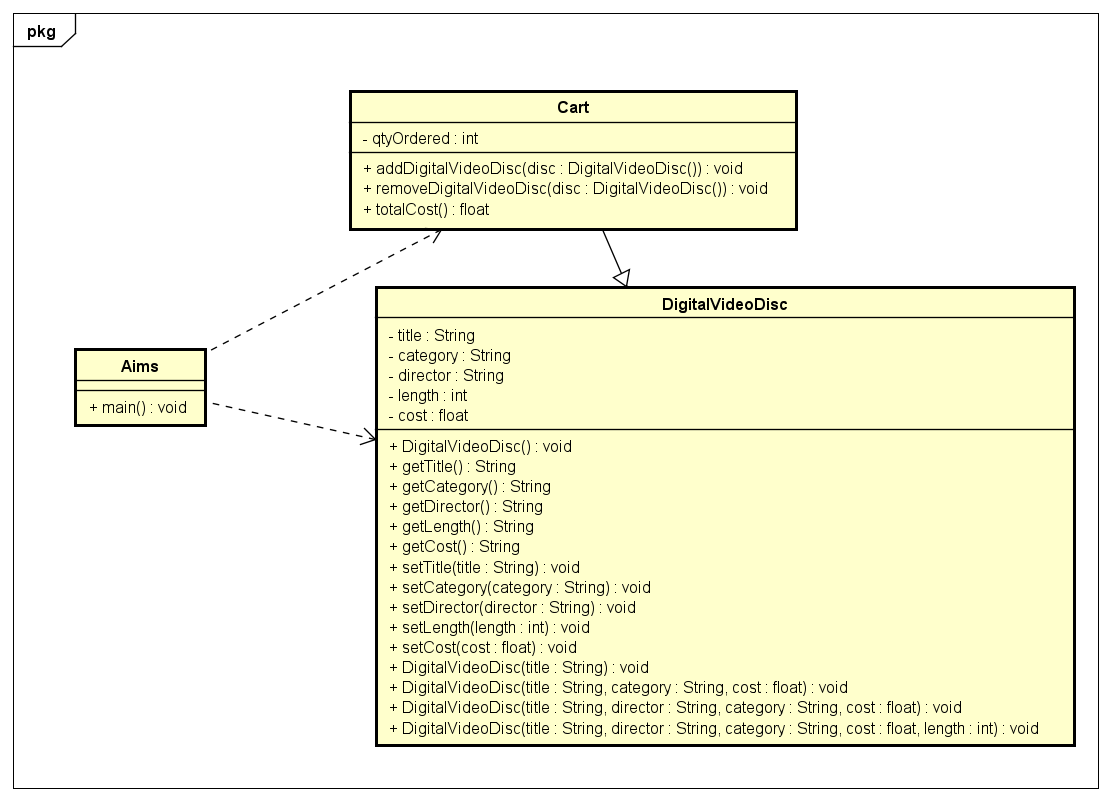 pkg
Cart
- qtyOrdered : int
+ addDigitalVideoDisc(disc : DigitalVideoDisc()) : void
+ removeDigitalVideoDisc(disc : DigitalVideoDisc()) : void
+ totalCost() : float
DigitalVideoDisc
- title : String
- category : String
- director : String
- length : int
- cost : float
+ DigitalVideoDisc() : void
+ getTitle() : String
+ getCategory() : String
+ getDirector() : String
+ getLength() : String
+ getCost() : String
+ setTitle(title : String) : void
+ setCategory(category : String) : void
+ setDirector(director : String) : void
+ setLength(length : int) : void
+ setCost(cost : float) : void
+ DigitalVideoDisc(title : String) : void
+ DigitalVideoDisc(title : String, category : String, cost : float) : void
+ DigitalVideoDisc(title : String, director : String, category : String, cost : float) : void
+ DigitalVideoDisc(title : String, director : String, category : String, cost : float, length : int) : void
Aims
+ main() : void